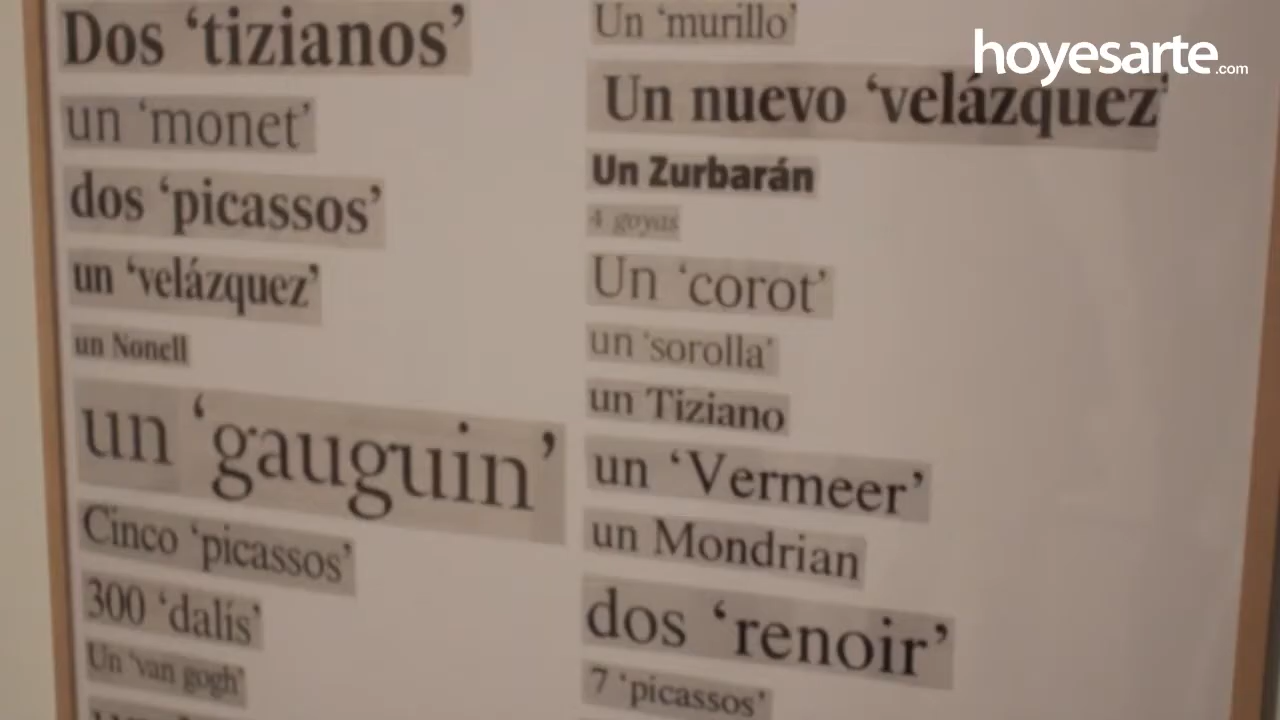 Dos ‘tizianos’
un ‘monet’
dos ‘picassos’
un ‘velázquez’
un Nonell
un ‘gauguin’
Cinco ‘picassos’
300 ‘dalís’
Un ‘van gogh’
Un ‘murillo’
Un nuevo ‘velázquez’
Un Zurbarán
4 goyas
Un ‘corot’
un ‘sorolla’
un Tiziano
un ‘Vermeer’
un Mondrian
dos ‘renoir’
7 ‘picassos’
hoyesarte.com